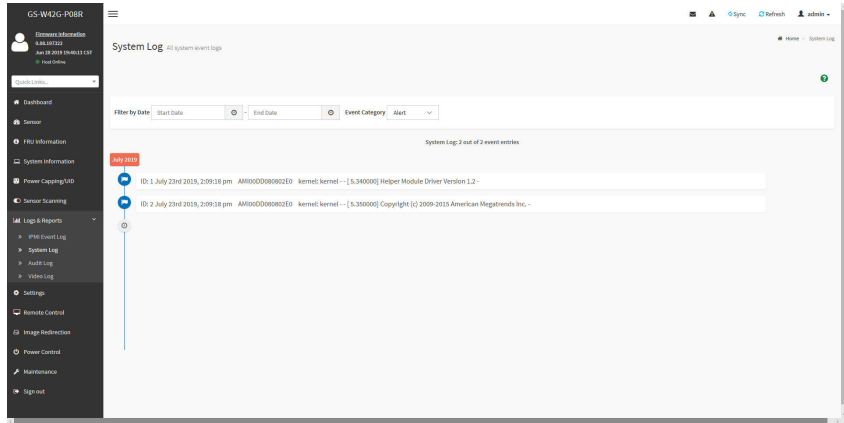 GS-W42G-P08R
Firmware Information
0.06.197322
Jun 28 2019 19:40:13 CST
Host Online
Quick Links...
Dashboard
Sensor
FRU Information
System Information
Power Capping/UID
Sensor Scanning
Logs & Reports
IPMI Event Log
System Log
Audit Log
Video Log
Settings
Remote Control
Image Redirection
Power Control
Maintenance
Sign out
Sync Refresh admin
System Log All system event logs
Home System Log
Filter by Date Start Date - End Date Event Category Alert
System Log: 2 out of 2 event entries
July 2019
ID: 1 July 23rd 2019, 2:09:18 pm AMI00DD080802E0 kernel: kernel - - [ 5.340000] Helper Module Driver Version 1.2 -
ID: 2 July 23rd 2019, 2:09:18 pm AMI00DD080802E0 kernel: kernel - - [ 5.350000] Copyright (c) 2009-2015 American Megatrends Inc. -